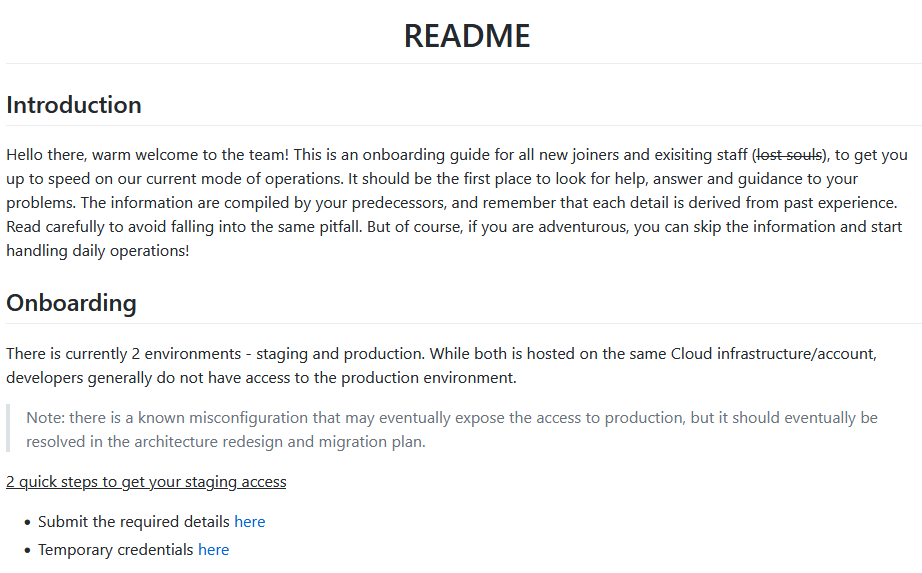 README
Introduction
Hello there, warm welcome to the team! This is an onboarding guide for all new joiners and exisiting staff (lost souls), to get you
up to speed on our current mode of operations. It should be the first place to look for help, answer and guidance to your
problems. The information are compiled by your predecessors, and remember that each detail is derived from past experience.
Read carefully to avoid falling into the same pitfall. But of course, if you are adventurous, you can skip the information and start
handling daily operations!
Onboarding
There is currently 2 environments - staging and production. While both is hosted on the same Cloud infrastructure/account,
developers generally do not have access to the production environment.
Note: there is a known misconfiguration that may eventually expose the access to production, but it should eventually be
resolved in the architecture redesign and migration plan.
2 quick steps to get your staging access
• Submit the required details here
• Temporary credentials here